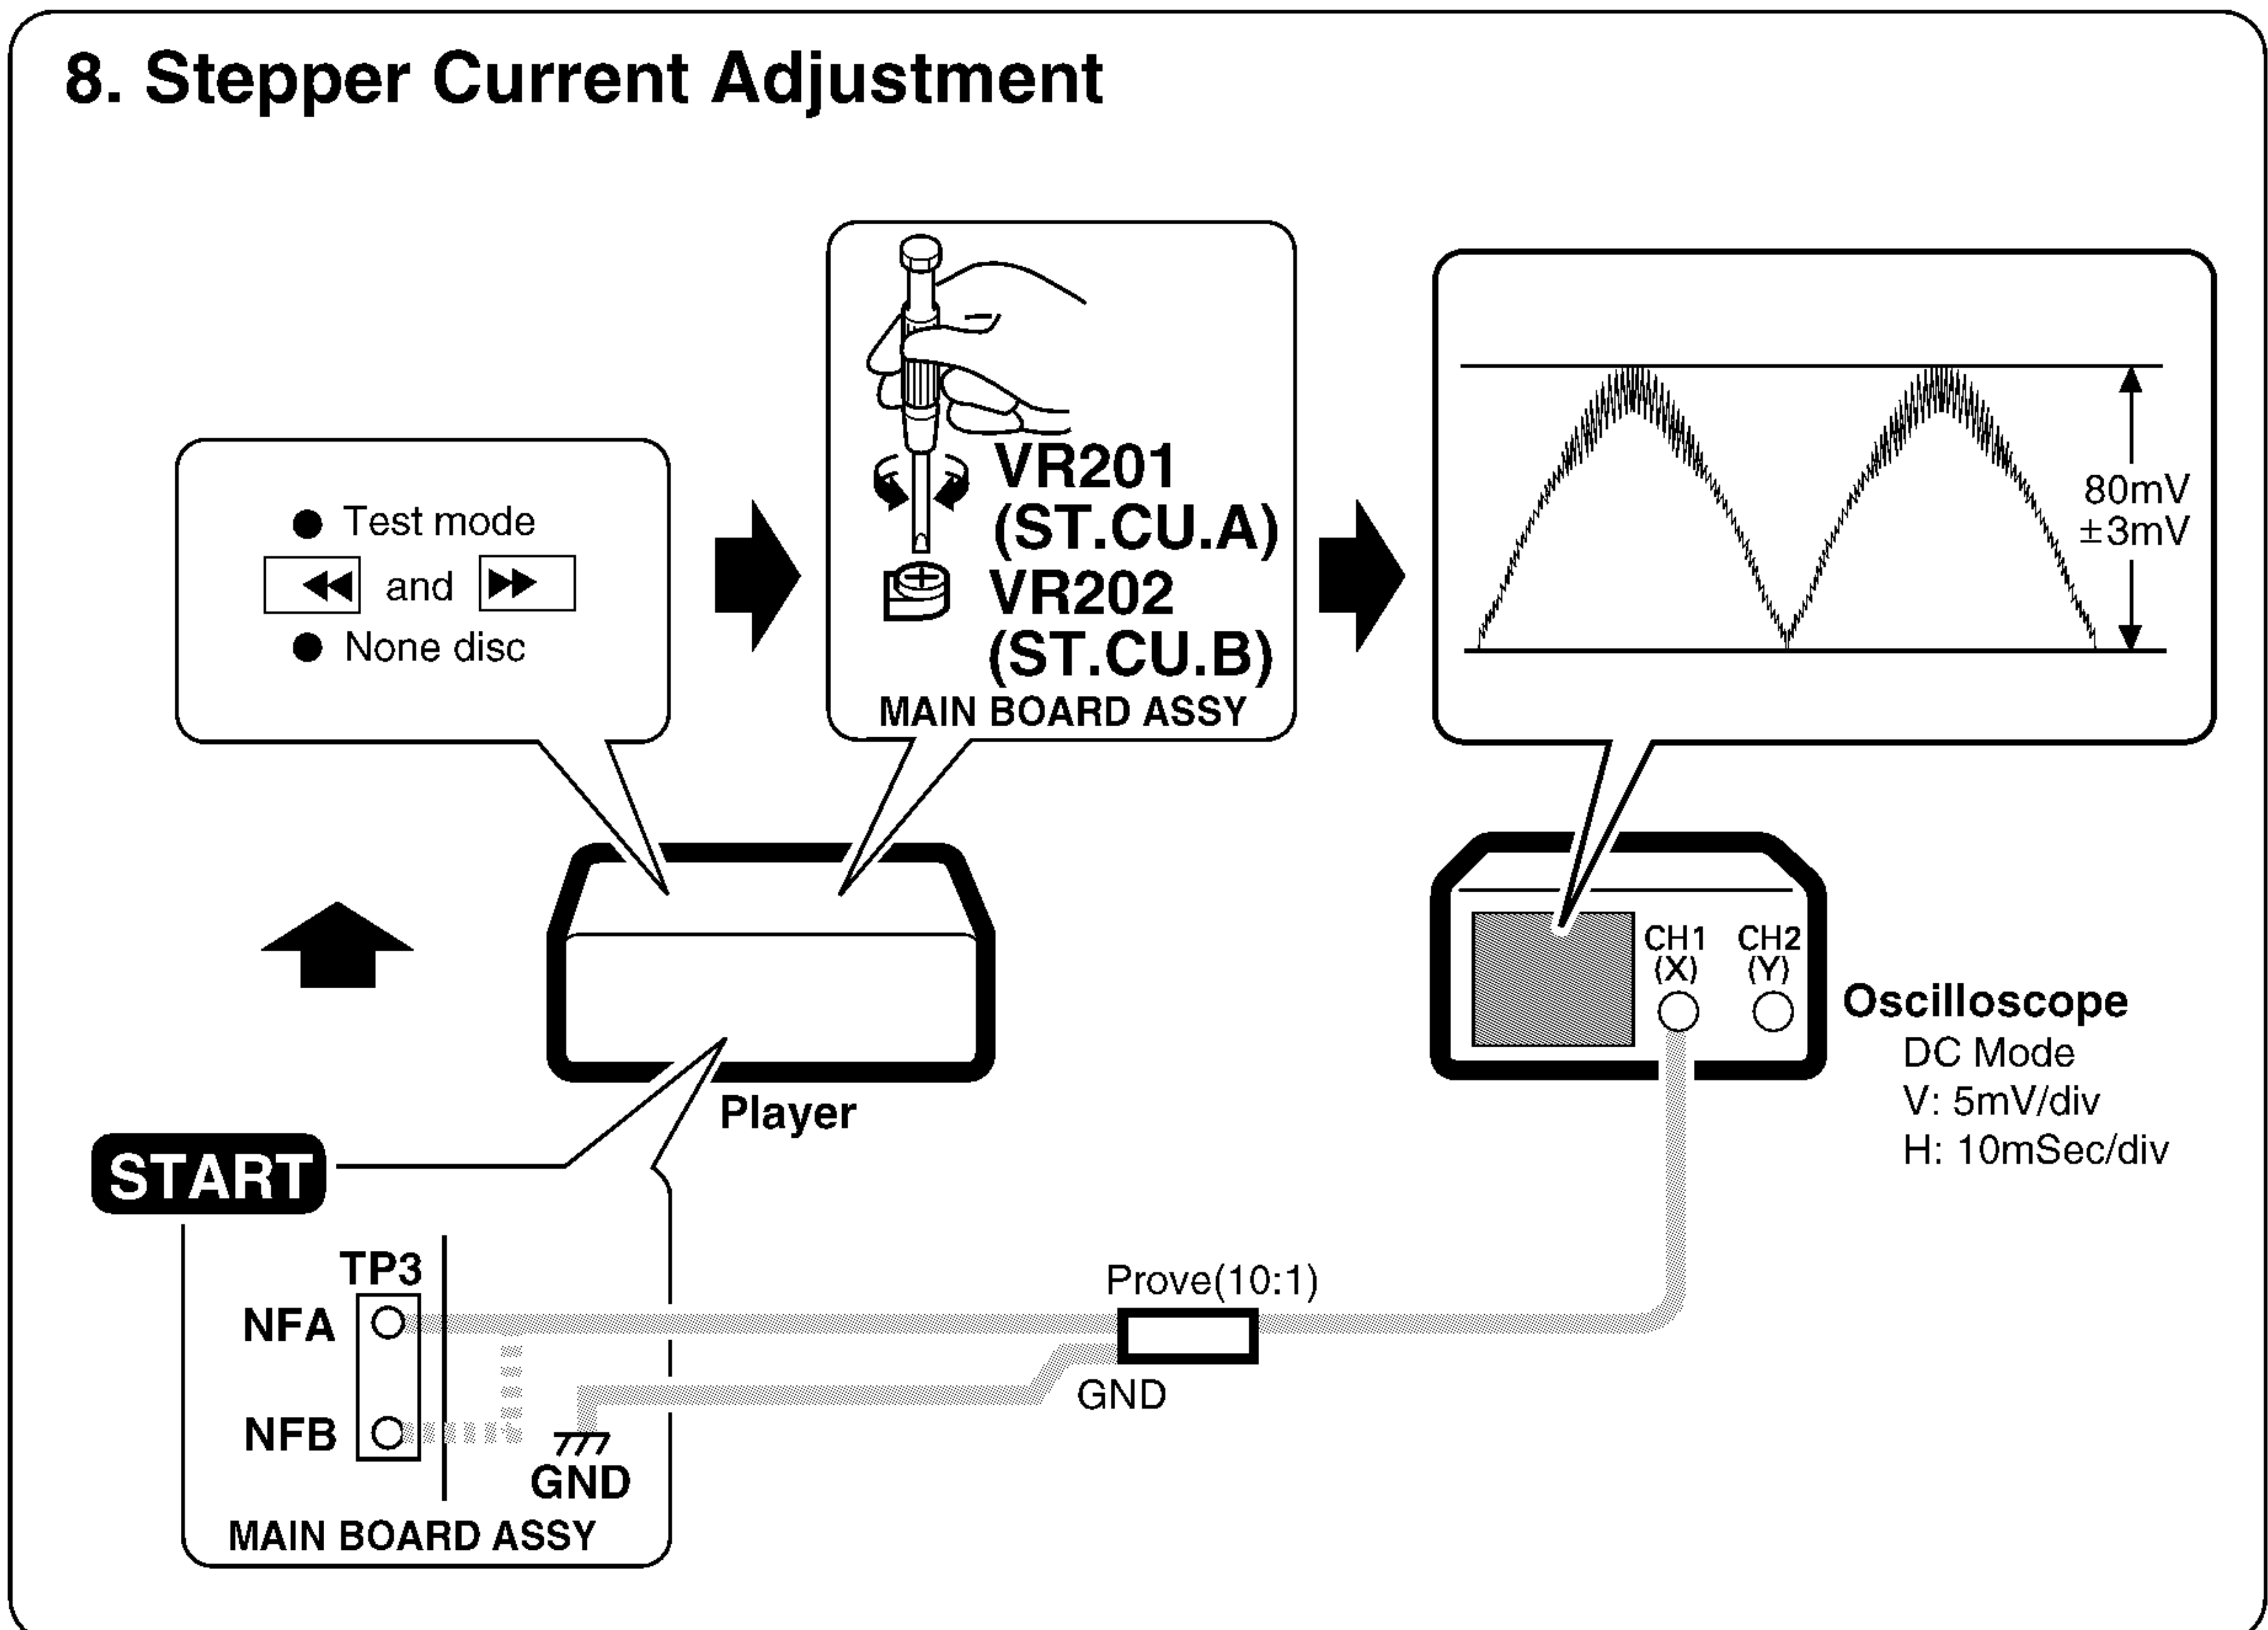 8. Stepper Current Adjustment
● Test mode
◀◀ and ▶▶
● None disc
VR201
(ST.CU.A)
VR202
(ST.CU.B)
MAIN BOARD ASSY
80mV
±3mV
Player
CH1 CH2
(X) (Y)
Oscilloscope
DC Mode
V: 5mV/div
H: 10mSec/div
START
TP3
NFA
NFB
GND
MAIN BOARD ASSY
Prove(10:1)
GND